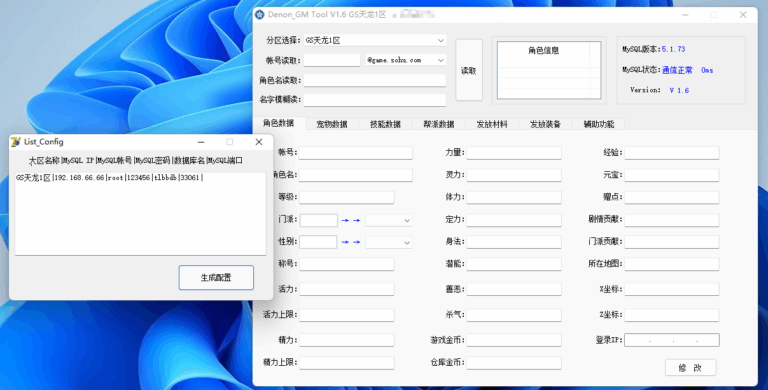 Denon_GM Tool V1.6 GS天龙1区
分区选择: GS天龙1区
帐号读取: @game.sohu.com
角色名读取:
名字模糊读:
读取
角色信息
MySQL版本: 5.1.73
MySQL状态: 通信正常 0ms
Version: V 1.6
角色数据 宠物数据 技能数据 帮派数据 发放材料 发放装备 辅助功能
List_Config
大区名称|MySQL IP|MySQL帐号|MySQL密码|数据库名|MySQL端口
GS天龙1区|192.168.66.66|root|123456|tlbbdb|33061|
生成配置
帐号: 力量: 经验:
角色名: 灵力: 元宝:
等级: 体力: 赠点:
门派: →→ 定力: 剧情贡献:
性别: →→ 身法: 门派贡献:
称号: 潜能: 所在地图:
活力: 善恶: X坐标:
活力上限: 杀气: Z坐标:
精力: 游戏金币: 登录IP: . . .
精力上限: 仓库金币:
修 改